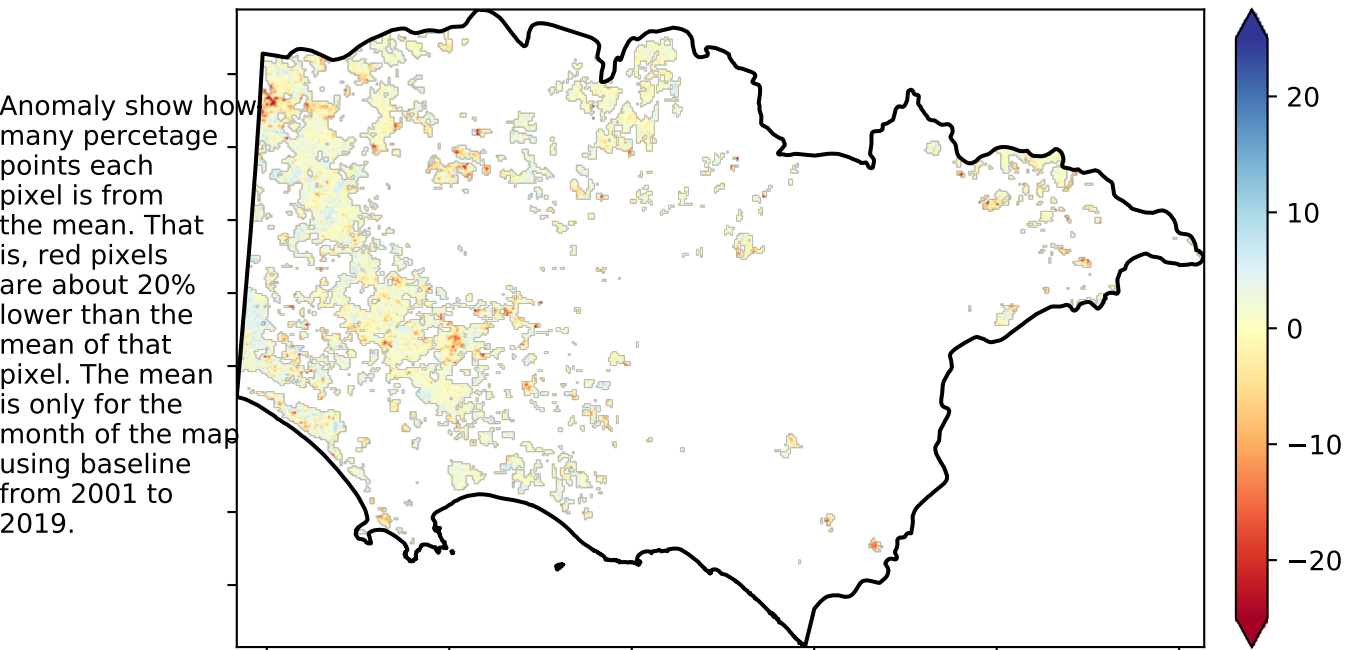 Anomaly show how
many percetage
points each
pixel is from
the mean. That
is, red pixels
are about 20%
lower than the
mean of that
pixel. The mean
is only for the
month of the map
using baseline
from 2001 to
2019.
20
10
0
−10
−20